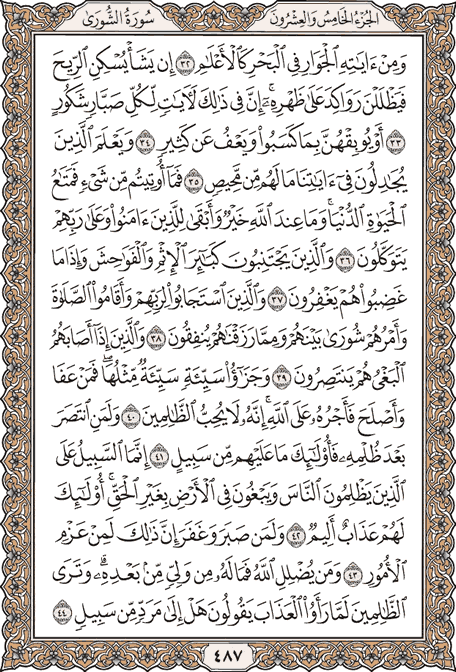 سُورَةُ الشُّورَىٰ
الجُزْءُ الخَامِسُ وَالعِشْرُونَ
وَمِنْ ءَايَٰتِهِ ٱلْجَوَارِ فِى ٱلْبَحْرِ كَٱلْأَعْلَٰمِ ٣٢ إِن يَشَأْ يُسْكِنِ ٱلرِّيحَ
فَيَظْلَلْنَ رَوَاكِدَ عَلَىٰ ظَهْرِهِۦٓ ۚ إِنَّ فِى ذَٰلِكَ لَـَٔايَٰتٍ لِّكُلِّ صَبَّارٍ شَكُورٍ
٣٣ أَوْ يُوبِقْهُنَّ بِمَا كَسَبُوا۟ وَيَعْفُ عَن كَثِيرٍ ٣٤ وَيَعْلَمَ ٱلَّذِينَ
يُجَٰدِلُونَ فِىٓ ءَايَٰتِنَا مَا لَهُم مِّن مَّحِيصٍ ٣٥ فَمَآ أُوتِيتُم مِّن شَىْءٍ فَمَتَٰعُ
ٱلْحَيَوٰةِ ٱلدُّنْيَا ۖ وَمَا عِندَ ٱللَّهِ خَيْرٌ وَأَبْقَىٰ لِلَّذِينَ ءَامَنُوا۟ وَعَلَىٰ رَبِّهِمْ
يَتَوَكَّلُونَ ٣٦ وَٱلَّذِينَ يَجْتَنِبُونَ كَبَٰٓئِرَ ٱلْإِثْمِ وَٱلْفَوَٰحِشَ وَإِذَا مَا
غَضِبُوا۟ هُمْ يَغْفِرُونَ ٣٧ وَٱلَّذِينَ ٱسْتَجَابُوا۟ لِرَبِّهِمْ وَأَقَامُوا۟ ٱلصَّلَوٰةَ
وَأَمْرُهُمْ شُورَىٰ بَيْنَهُمْ وَمِمَّا رَزَقْنَٰهُمْ يُنفِقُونَ ٣٨ وَٱلَّذِينَ إِذَآ أَصَابَهُمُ
ٱلْبَغْىُ هُمْ يَنتَصِرُونَ ٣٩ وَجَزَٰٓؤُا۟ سَيِّئَةٍ سَيِّئَةٌ مِّثْلُهَا ۖ فَمَنْ عَفَا
وَأَصْلَحَ فَأَجْرُهُۥ عَلَى ٱللَّهِ ۚ إِنَّهُۥ لَا يُحِبُّ ٱلظَّٰلِمِينَ ٤٠ وَلَمَنِ ٱنتَصَرَ
بَعْدَ ظُلْمِهِۦ فَأُو۟لَٰٓئِكَ مَا عَلَيْهِم مِّن سَبِيلٍ ٤١ إِنَّمَا ٱلسَّبِيلُ عَلَى
ٱلَّذِينَ يَظْلِمُونَ ٱلنَّاسَ وَيَبْغُونَ فِى ٱلْأَرْضِ بِغَيْرِ ٱلْحَقِّ ۚ أُو۟لَٰٓئِكَ
لَهُمْ عَذَابٌ أَلِيمٌ ٤٢ وَلَمَن صَبَرَ وَغَفَرَ إِنَّ ذَٰلِكَ لَمِنْ عَزْمِ
ٱلْأُمُورِ ٤٣ وَمَن يُضْلِلِ ٱللَّهُ فَمَا لَهُۥ مِن وَلِىٍّ مِّنۢ بَعْدِهِۦ ۗ وَتَرَى
ٱلظَّٰلِمِينَ لَمَّا رَأَوُا۟ ٱلْعَذَابَ يَقُولُونَ هَلْ إِلَىٰ مَرَدٍّ مِّن سَبِيلٍ ٤٤
٤٨٧